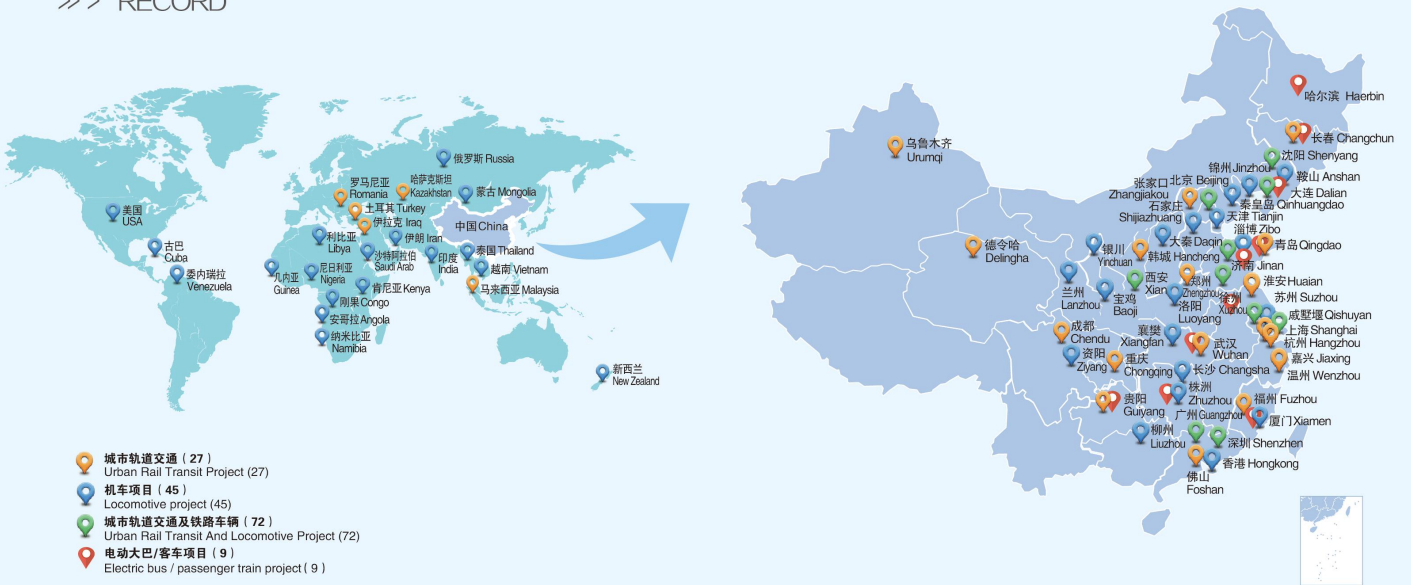 >> RECORD
俄罗斯 Russia
罗马尼亚
Romania
哈萨克斯坦
Kazakhstan
蒙古 Mongolia
美国
USA
土耳其 Turkey
伊拉克 Iraq
中国 China
古巴
Cuba
利比亚
Libya
伊朗 Iran
沙特阿拉伯
Saudi Arab
印度
India
泰国 Thailand
越南 Vietnam
委内瑞拉
Venezuela
几内亚
Guinea
尼日利亚
Nigeria
肯尼亚 Kenya
马来西亚 Malaysia
刚果 Congo
安哥拉 Angola
纳米比亚
Namibia
新西兰
New Zealand
哈尔滨 Haerbin
长春 Changchun
乌鲁木齐
Urumqi
沈阳 Shenyang
锦州 Jinzhou
鞍山 Anshan
张家口
Zhangjiakou
北京 Beijing
大连 Dalian
石家庄
Shijiazhuang
秦皇岛 Qinhuangdao
天津 Tianjin
淄博 Zibo
德令哈
Delingha
银川
Yinchuan
大秦 Daqin
韩城 Hancheng
青岛 Qingdao
济南 Jinan
兰州
Lanzhou
宝鸡
Baoji
西安
Xian
郑州
Zhengzhou
洛阳
Luoyang
徐州
Xuzhou
淮安 Huaian
苏州 Suzhou
戚墅堰 Qishuyan
上海 Shanghai
杭州 Hangzhou
成都
Chendu
襄樊
Xiangfan
武汉
Wuhan
嘉兴 Jiaxing
资阳
Ziyang
重庆
Chongqing
长沙 Changsha
温州 Wenzhou
贵阳
Guiyang
株洲
Zhuzhou
福州 Fuzhou
广州 Guangzhou
厦门 Xiamen
柳州
Liuzhou
深圳 Shenzhen
香港 Hongkong
佛山
Foshan
城市轨道交通（27）
Urban Rail Transit Project (27)
机车项目（45）
Locomotive project (45)
城市轨道交通及铁路车辆（72）
Urban Rail Transit And Locomotive Project (72)
电动大巴/客车项目（9）
Electric bus / passenger train project ( 9 )